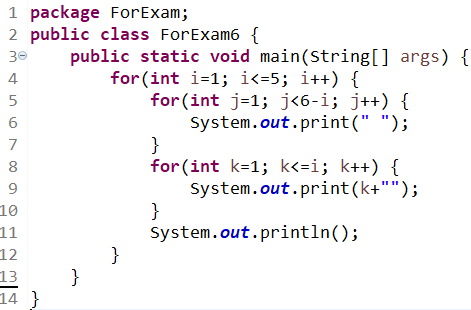 1 package ForExam;
2 public class ForExam6 {
3 public static void main(String[] args) {
4 for(int i=1; i<=5; i++) {
5 for(int j=1; j<6-i; j++) {
6 System.out.print(" ");
7 }
8 for(int k=1; k<=i; k++) {
9 System.out.print(k+"");
10 }
11 System.out.println();
12 }
13 }
14 }